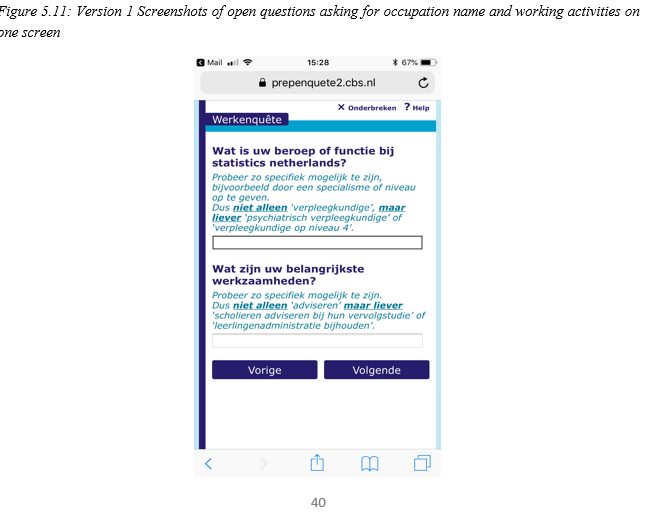 Figure 5.11: Version 1 Screenshots of open questions asking for occupation name and working activities on
one screen
Mail 15:28 67%
prepenquete2.cbs.nl
Onderbreken ? Help
Werkenquête
Wat is uw beroep of functie bij
statistics netherlands?
Probeer zo specifiek mogelijk te zijn,
bijvoorbeeld door een specialisme of niveau
op te geven.
Dus niet alleen ‘verpleegkundige’, maar
liever ‘psychiatrisch verpleegkundige’ of
‘verpleegkundige op niveau 4’.
Wat zijn uw belangrijkste
werkzaamheden?
Probeer zo specifiek mogelijk te zijn.
Dus niet alleen ‘adviseren’ maar liever
‘scholieren adviseren bij hun vervolgstudie’ of
‘leerlingenadministratie bijhouden’.
Vorige Volgende
40